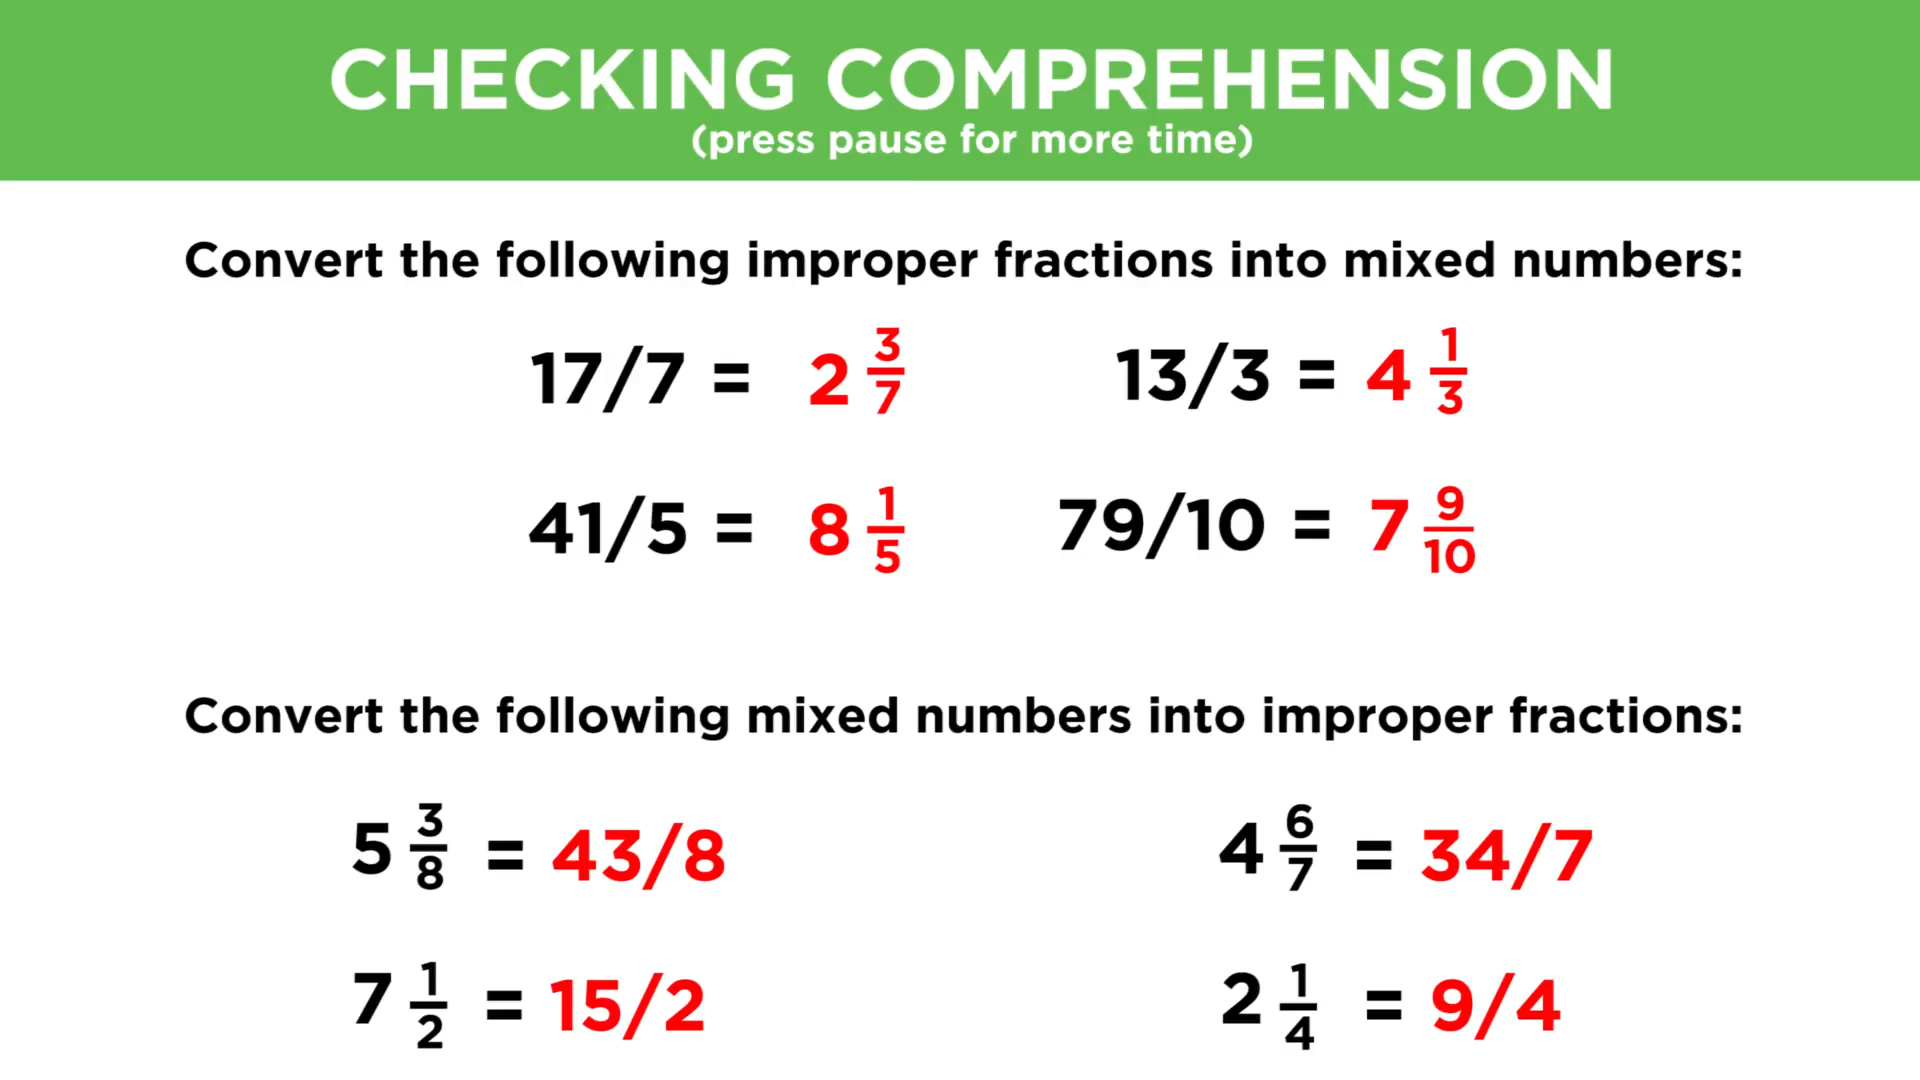 CHECKING COMPREHENSION
(press pause for more time)
Convert the following improper fractions into mixed numbers:
17/7 = 2 3/7 13/3 = 4 1/3
41/5 = 8 1/5 79/10 = 7 9/10
Convert the following mixed numbers into improper fractions:
5 3/8 = 43/8 4 6/7 = 34/7
7 1/2 = 15/2 2 1/4 = 9/4